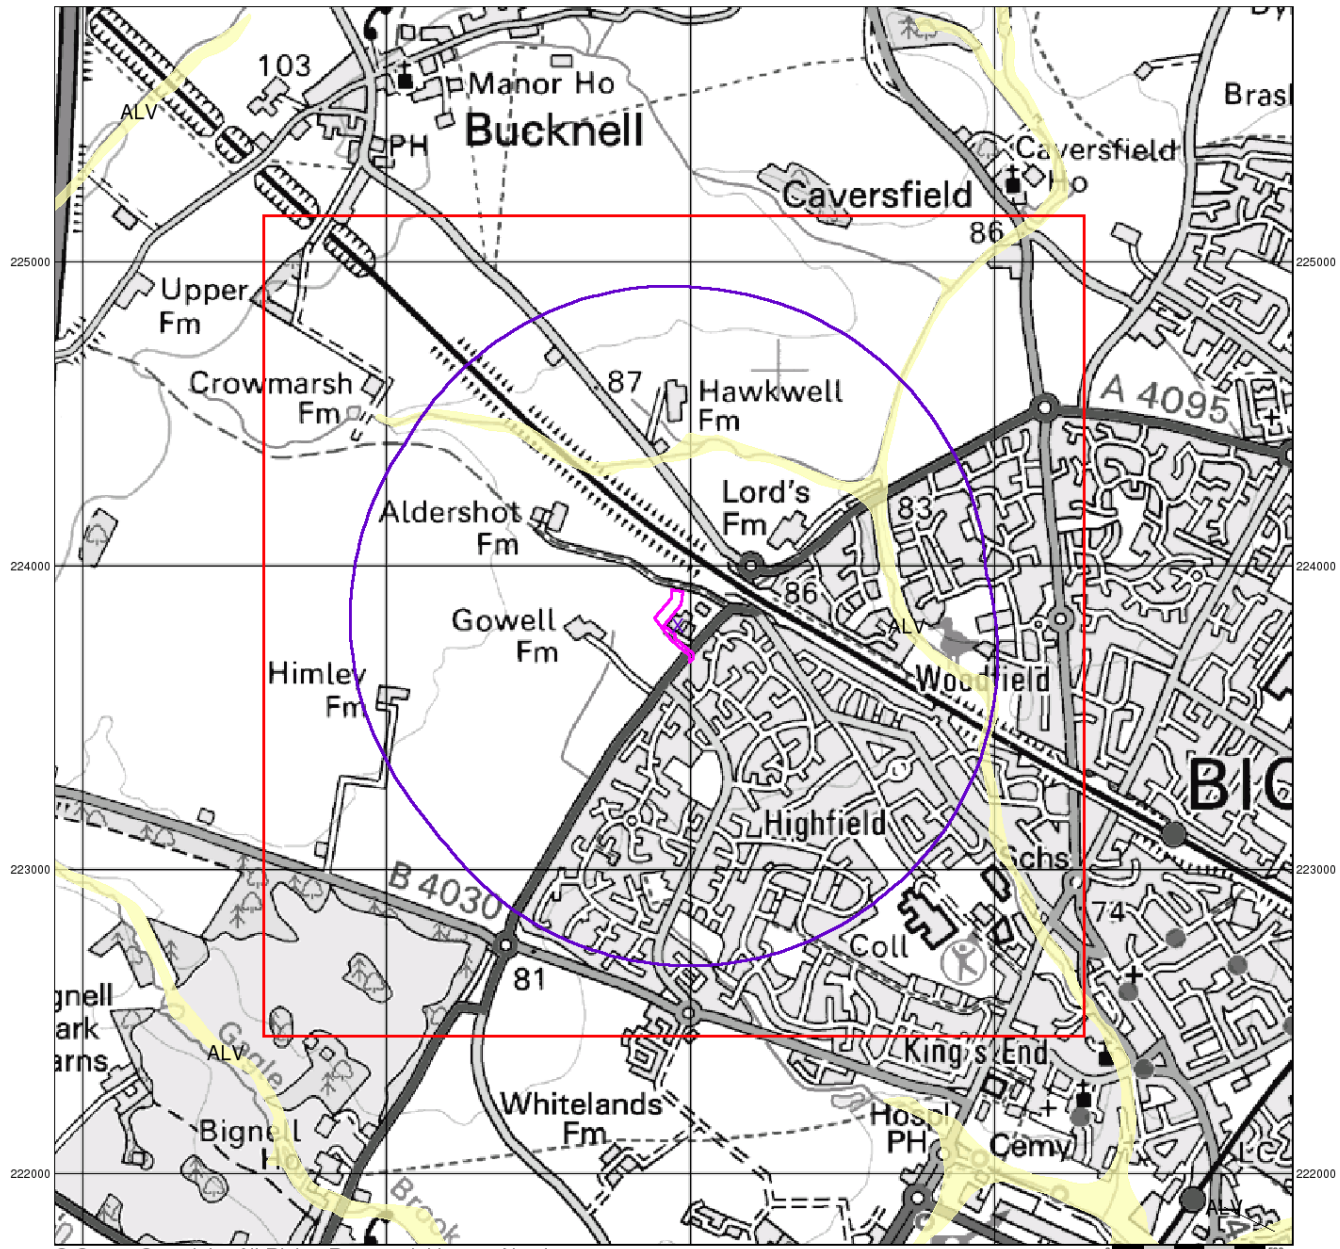 103
Manor Ho
ALV
Bucknell
PH
Caversfield
Ho
Caversfield
86
225000
225000
Upper
Fm
Crowmarsh
Fm
87
Hawkwell
Fm
A 4095
Lord's
Fm
83
Aldershot
Fm
224000
224000
86
Gowell
Fm
ALV
Himley
Fm
Woodfield
BIC
Highfield
Schs
223000
223000
B 4030
74
Coll
81
gnell
ark
arns
Gagle
ALV
King's End
Whitelands
Fm
Hospl
PH
Cemy
Bignell
Ho
LC
222000
222000
Brook
ALV